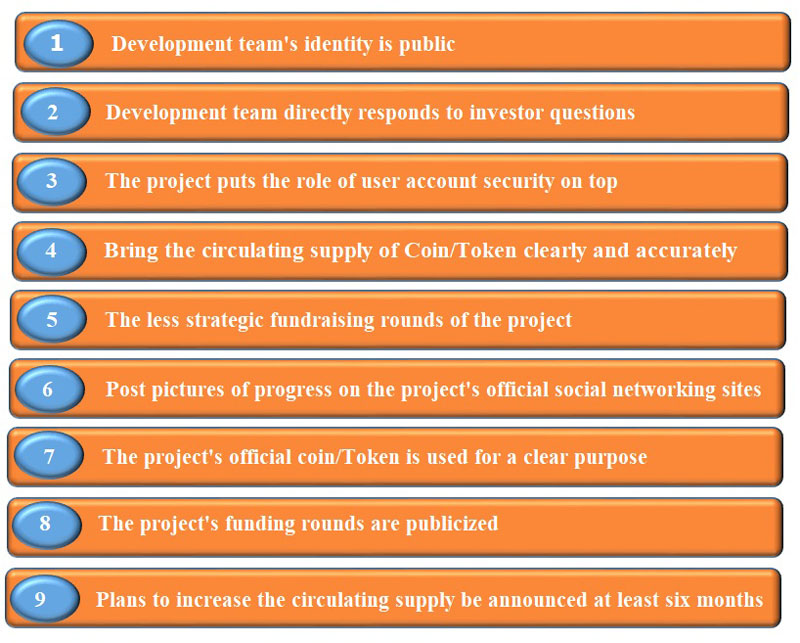 1 Development team's identity is public
2 Development team directly responds to investor questions
3 The project puts the role of user account security on top
4 Bring the circulating supply of Coin/Token clearly and accurately
5 The less strategic fundraising rounds of the project
6 Post pictures of progress on the project's official social networking sites
7 The project's official coin/Token is used for a clear purpose
8 The project's funding rounds are publicized
9 Plans to increase the circulating supply be announced at least six months